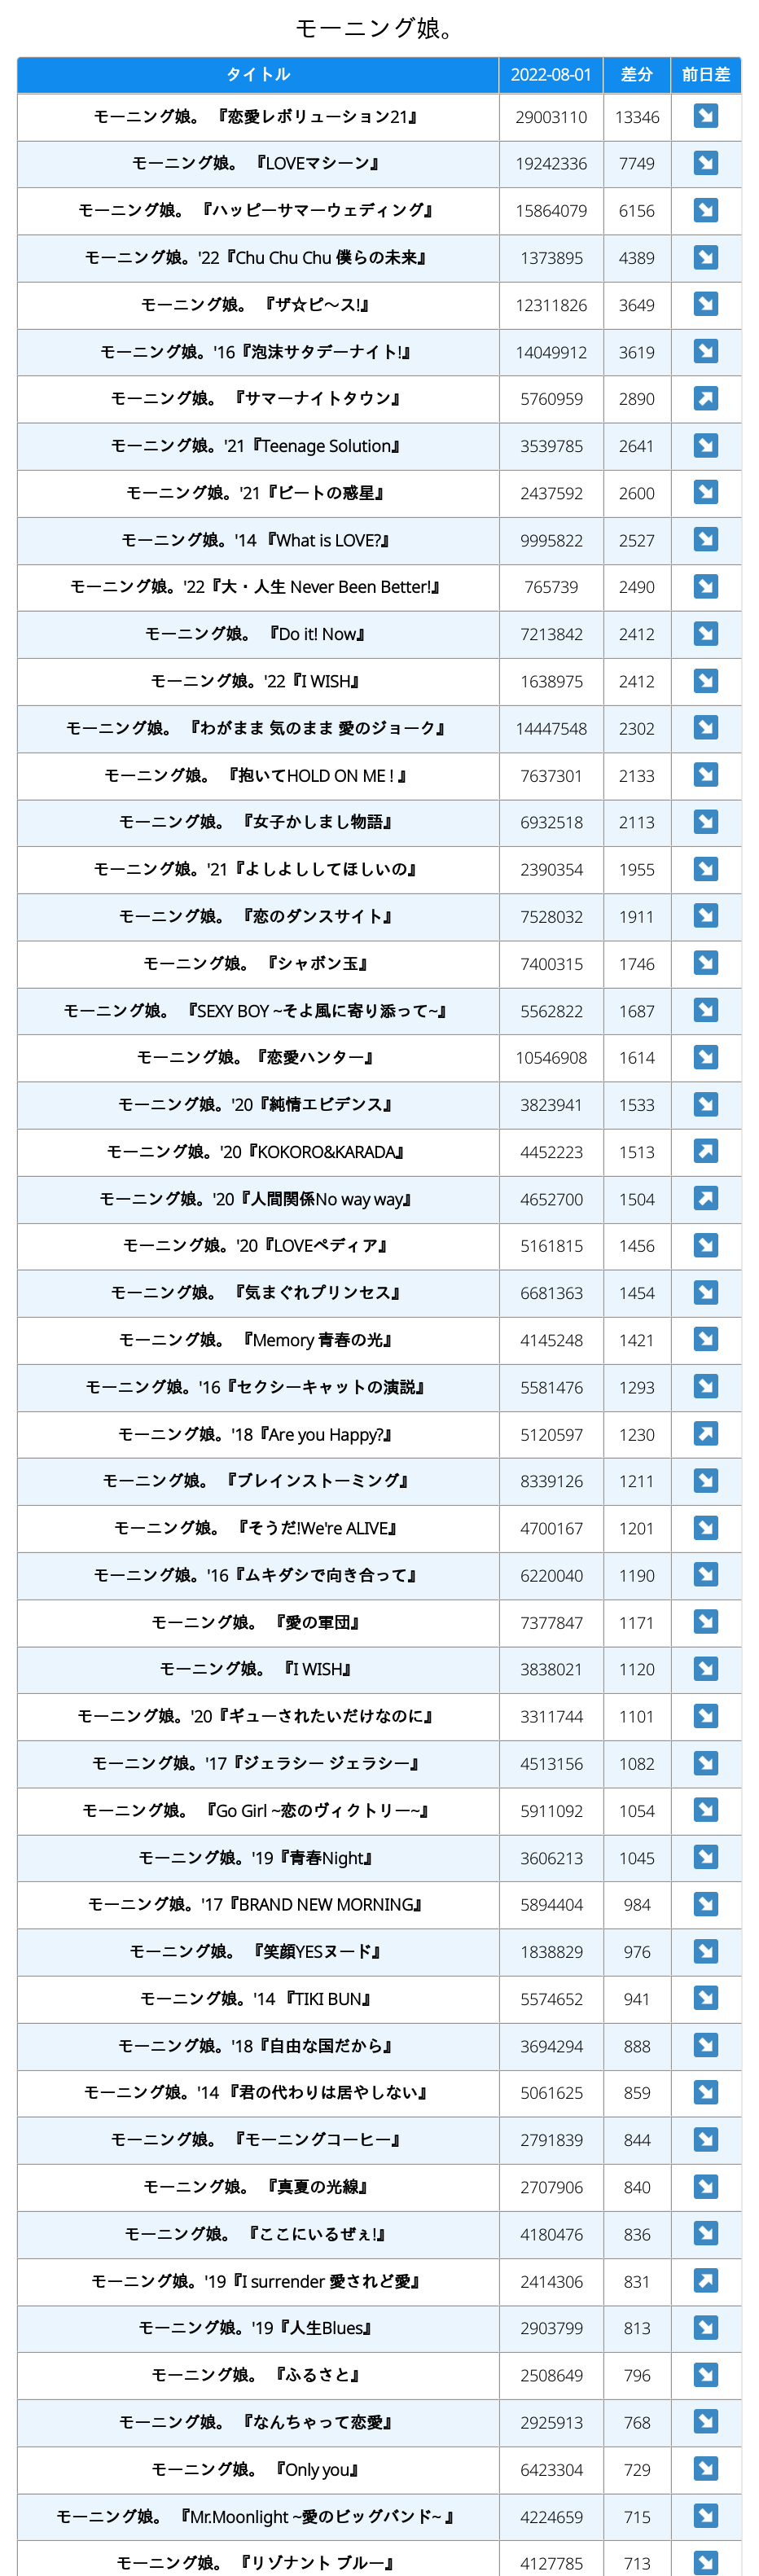 モーニング娘。
タイトル 2022-08-01 差分 前日差
モーニング娘。 『恋愛レボリューション21』 29003110 13346 ↘
モーニング娘。 『LOVEマシーン』 19242336 7749 ↘
モーニング娘。 『ハッピーサマーウェディング』 15864079 6156 ↘
モーニング娘。'22『Chu Chu Chu 僕らの未来』 1373895 4389 ↘
モーニング娘。 『ザ☆ピ〜ス!』 12311826 3649 ↘
モーニング娘。'16『泡沫サタデーナイト!』 14049912 3619 ↘
モーニング娘。 『サマーナイトタウン』 5760959 2890 ↗
モーニング娘。'21『Teenage Solution』 3539785 2641 ↘
モーニング娘。'21『ビートの惑星』 2437592 2600 ↘
モーニング娘。'14 『What is LOVE?』 9995822 2527 ↘
モーニング娘。'22『大・人生 Never Been Better!』 765739 2490 ↘
モーニング娘。 『Do it! Now』 7213842 2412 ↘
モーニング娘。'22『I WISH』 1638975 2412 ↘
モーニング娘。 『わがまま 気のまま 愛のジョーク』 14447548 2302 ↘
モーニング娘。 『抱いてHOLD ON ME ! 』 7637301 2133 ↘
モーニング娘。 『女子かしまし物語』 6932518 2113 ↘
モーニング娘。'21『よしよししてほしいの』 2390354 1955 ↘
モーニング娘。 『恋のダンスサイト』 7528032 1911 ↘
モーニング娘。 『シャボン玉』 7400315 1746 ↘
モーニング娘。 『SEXY BOY ~そよ風に寄り添って~』 5562822 1687 ↘
モーニング娘。『恋愛ハンター』 10546908 1614 ↘
モーニング娘。'20『純情エビデンス』 3823941 1533 ↘
モーニング娘。'20『KOKORO&KARADA』 4452223 1513 ↗
モーニング娘。'20『人間関係No way way』 4652700 1504 ↗
モーニング娘。'20『LOVEペディア』 5161815 1456 ↘
モーニング娘。 『気まぐれプリンセス』 6681363 1454 ↘
モーニング娘。 『Memory 青春の光』 4145248 1421 ↘
モーニング娘。'16『セクシーキャットの演説』 5581476 1293 ↘
モーニング娘。'18『Are you Happy?』 5120597 1230 ↗
モーニング娘。 『ブレインストーミング』 8339126 1211 ↘
モーニング娘。 『そうだ!We're ALIVE』 4700167 1201 ↘
モーニング娘。'16『ムキダシで向き合って』 6220040 1190 ↘
モーニング娘。 『愛の軍団』 7377847 1171 ↘
モーニング娘。 『I WISH』 3838021 1120 ↘
モーニング娘。'20『ギューされたいだけなのに』 3311744 1101 ↘
モーニング娘。'17『ジェラシー ジェラシー』 4513156 1082 ↘
モーニング娘。 『Go Girl ~恋のヴィクトリー~』 5911092 1054 ↘
モーニング娘。'19『青春Night』 3606213 1045 ↘
モーニング娘。'17『BRAND NEW MORNING』 5894404 984 ↘
モーニング娘。 『笑顔YESヌード』 1838829 976 ↘
モーニング娘。'14 『TIKI BUN』 5574652 941 ↘
モーニング娘。'18『自由な国だから』 3694294 888 ↘
モーニング娘。'14 『君の代わりは居やしない』 5061625 859 ↘
モーニング娘。 『モーニングコーヒー』 2791839 844 ↘
モーニング娘。 『真夏の光線』 2707906 840 ↘
モーニング娘。 『ここにいるぜぇ!』 4180476 836 ↘
モーニング娘。'19『I surrender 愛されど愛』 2414306 831 ↗
モーニング娘。'19『人生Blues』 2903799 813 ↘
モーニング娘。 『ふるさと』 2508649 796 ↘
モーニング娘。 『なんちゃって恋愛』 2925913 768 ↘
モーニング娘。 『Only you』 6423304 729 ↘
モーニング娘。 『Mr.Moonlight ~愛のビッグバンド~ 』 4224659 715 ↘
モーニング娘。 『リゾナント ブルー』 4127785 713 ↘